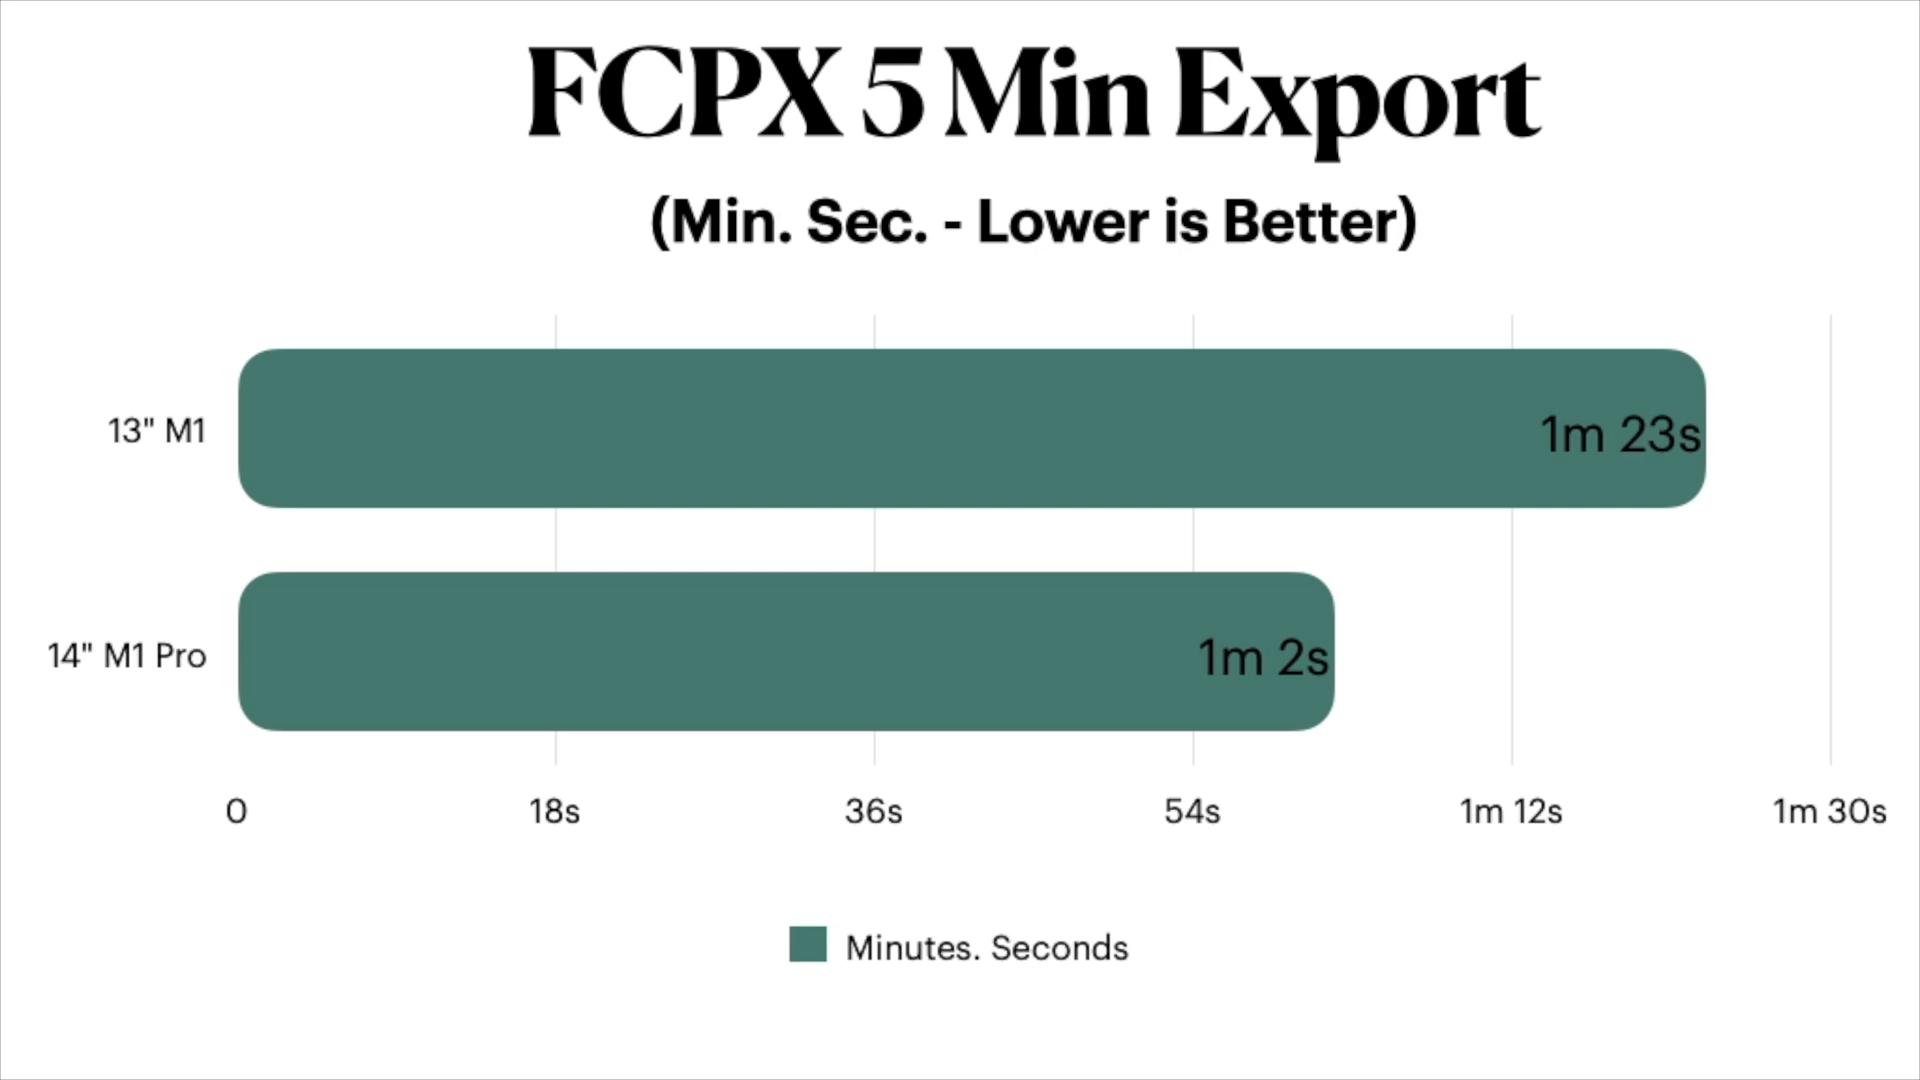 FCPX 5 Min Export
(Min. Sec. - Lower is Better)
13" M1
1m 23s
14" M1 Pro
1m 2s
0 18s 36s 54s 1m 12s 1m 30s
Minutes. Seconds